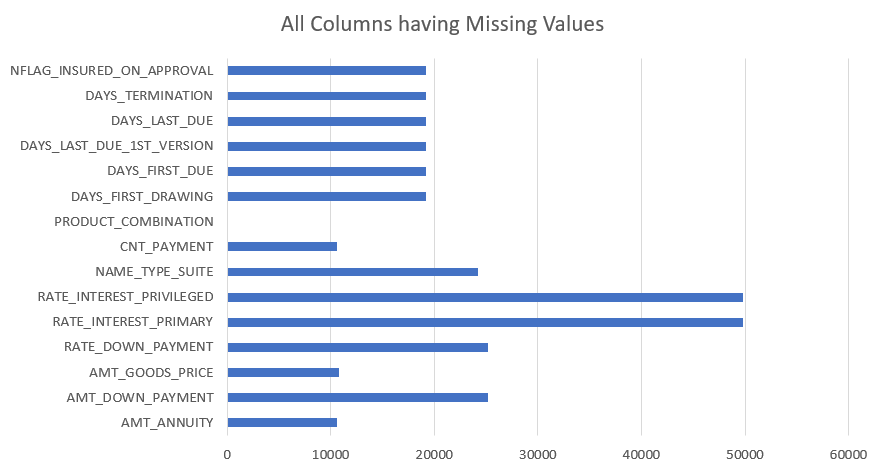 All Columns having Missing Values
NFLAG_INSURED_ON_APPROVAL
DAYS_TERMINATION
DAYS_LAST_DUE
DAYS_LAST_DUE_1ST_VERSION
DAYS_FIRST_DUE
DAYS_FIRST_DRAWING
PRODUCT_COMBINATION
CNT_PAYMENT
NAME_TYPE_SUITE
RATE_INTEREST_PRIVILEGED
RATE_INTEREST_PRIMARY
RATE_DOWN_PAYMENT
AMT_GOODS_PRICE
AMT_DOWN_PAYMENT
AMT_ANNUITY
0 10000 20000 30000 40000 50000 60000